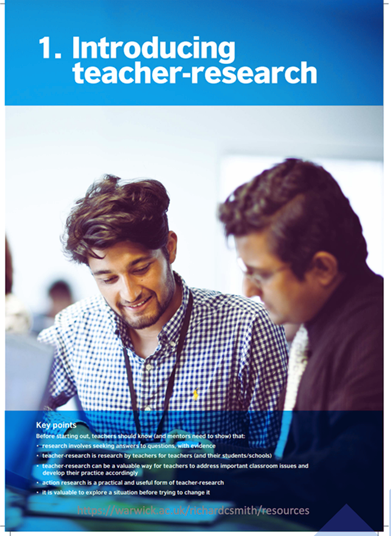 1. Introducing
teacher-research
Key points
Before starting out, teachers should know (and mentors need to show) that:
• research involves seeking answers to questions, with evidence
• teacher-research is research by teachers for teachers (and their students/schools)
• teacher-research can be a valuable way for teachers to address important classroom issues and
develop their practice accordingly
• action research is a practical and useful form of teacher-research
• it is valuable to explore a situation before trying to change it
https://warwick.ac.uk/richardcsmith/resources